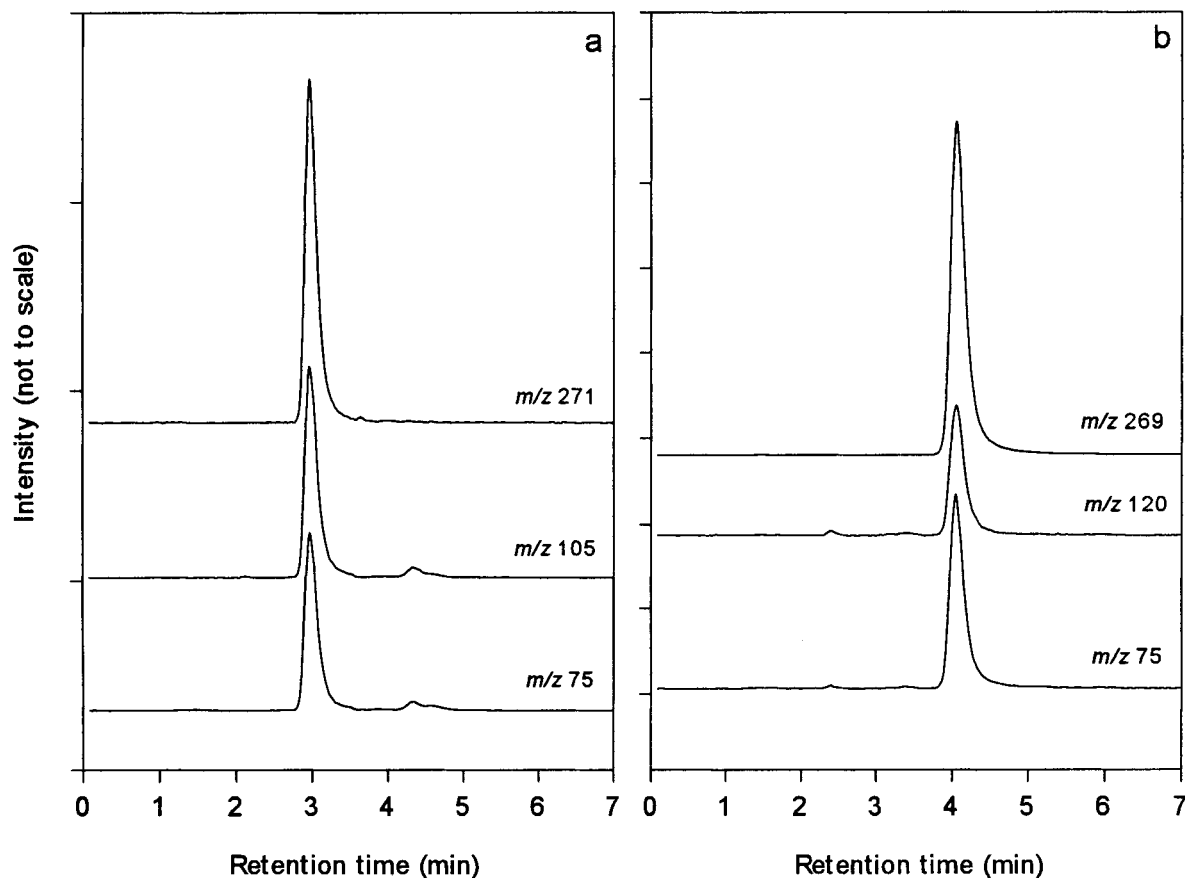 a
Intensity (not to scale)
m/z 271
m/z 105
m/z 75
0 1 2 3 4 5 6 7
Retention time (min)
b
m/z 269
m/z 120
m/z 75
0 1 2 3 4 5 6 7
Retention time (min)